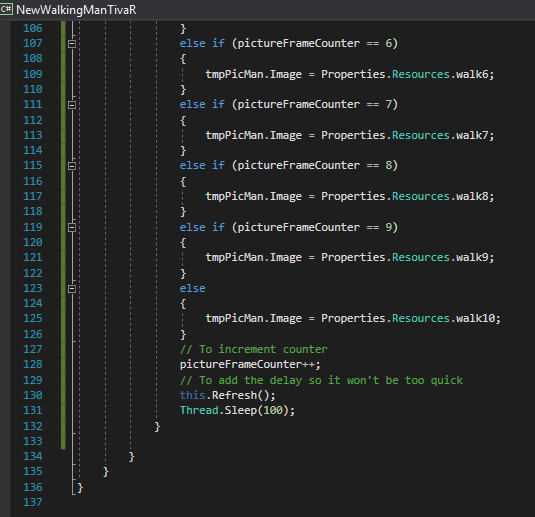 C# NewWalkingManTivaR
106 }
107 else if (pictureFrameCounter == 6)
108 {
109 tmpPicMan.Image = Properties.Resources.walk6;
110 }
111 else if (pictureFrameCounter == 7)
112 {
113 tmpPicMan.Image = Properties.Resources.walk7;
114 }
115 else if (pictureFrameCounter == 8)
116 {
117 tmpPicMan.Image = Properties.Resources.walk8;
118 }
119 else if (pictureFrameCounter == 9)
120 {
121 tmpPicMan.Image = Properties.Resources.walk9;
122 }
123 else
124 {
125 tmpPicMan.Image = Properties.Resources.walk10;
126 }
127 // To increment counter
128 pictureFrameCounter++;
129 // To add the delay so it won't be too quick
130 this.Refresh();
131 Thread.Sleep(100);
132 }
133
134 }
135 }
136 }
137